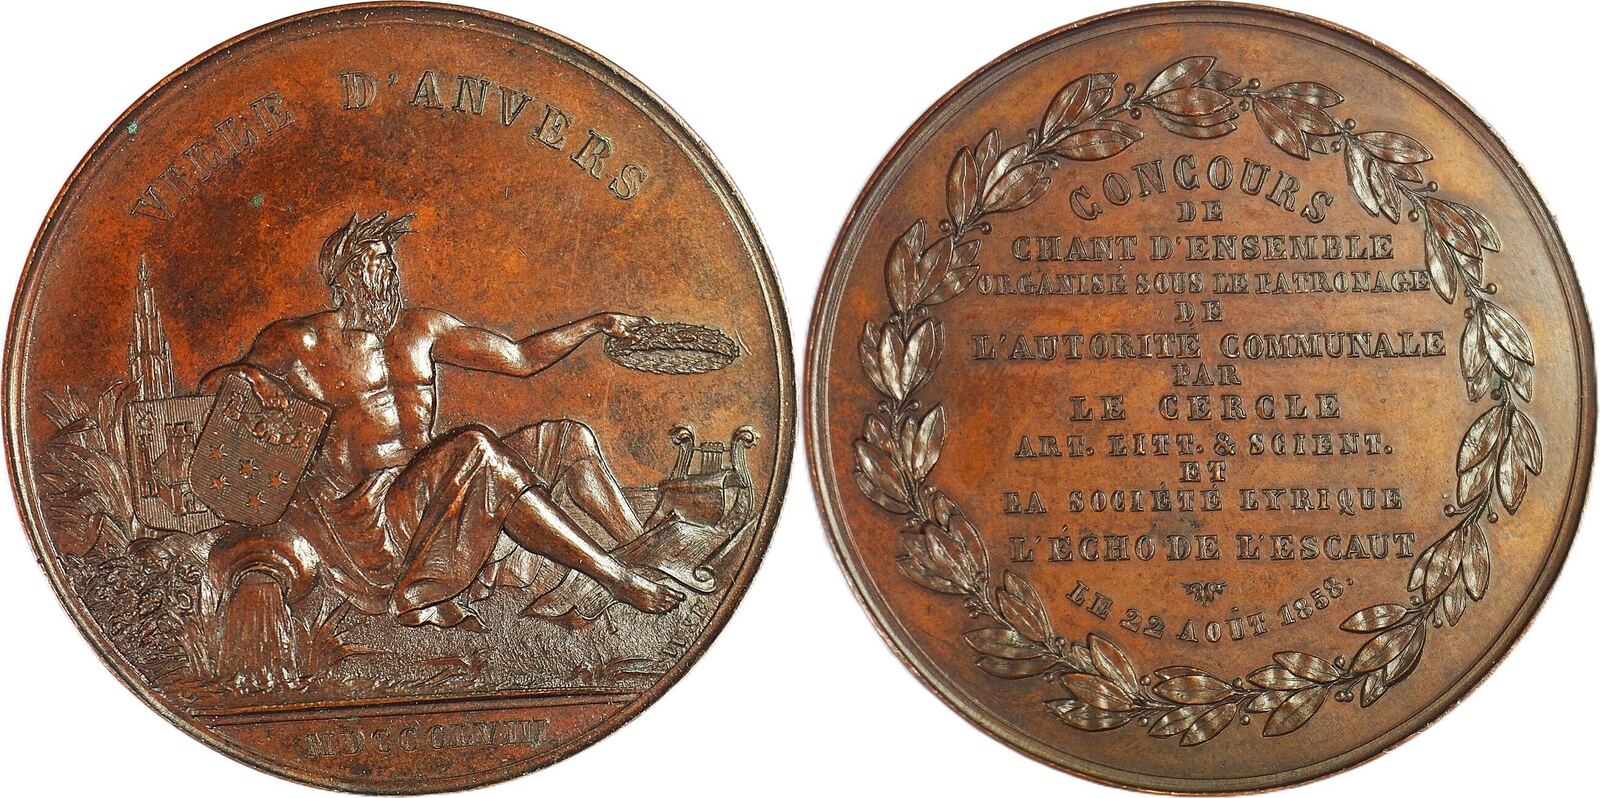 VILLE D'ANVERS
MDCCCLVIII
CONCOURS
DE
CHANT D'ENSEMBLE
ORGANISÉ SOUS LE PATRONAGE
DE
L'AUTORITÉ COMMUNALE
PAR
LE CERCLE
ART. LITT. & SCIENT.
ET
LA SOCIÉTÉ LYRIQUE
L'ÉCHO DE L'ESCAUT
LE 22 AOÛT 1858.